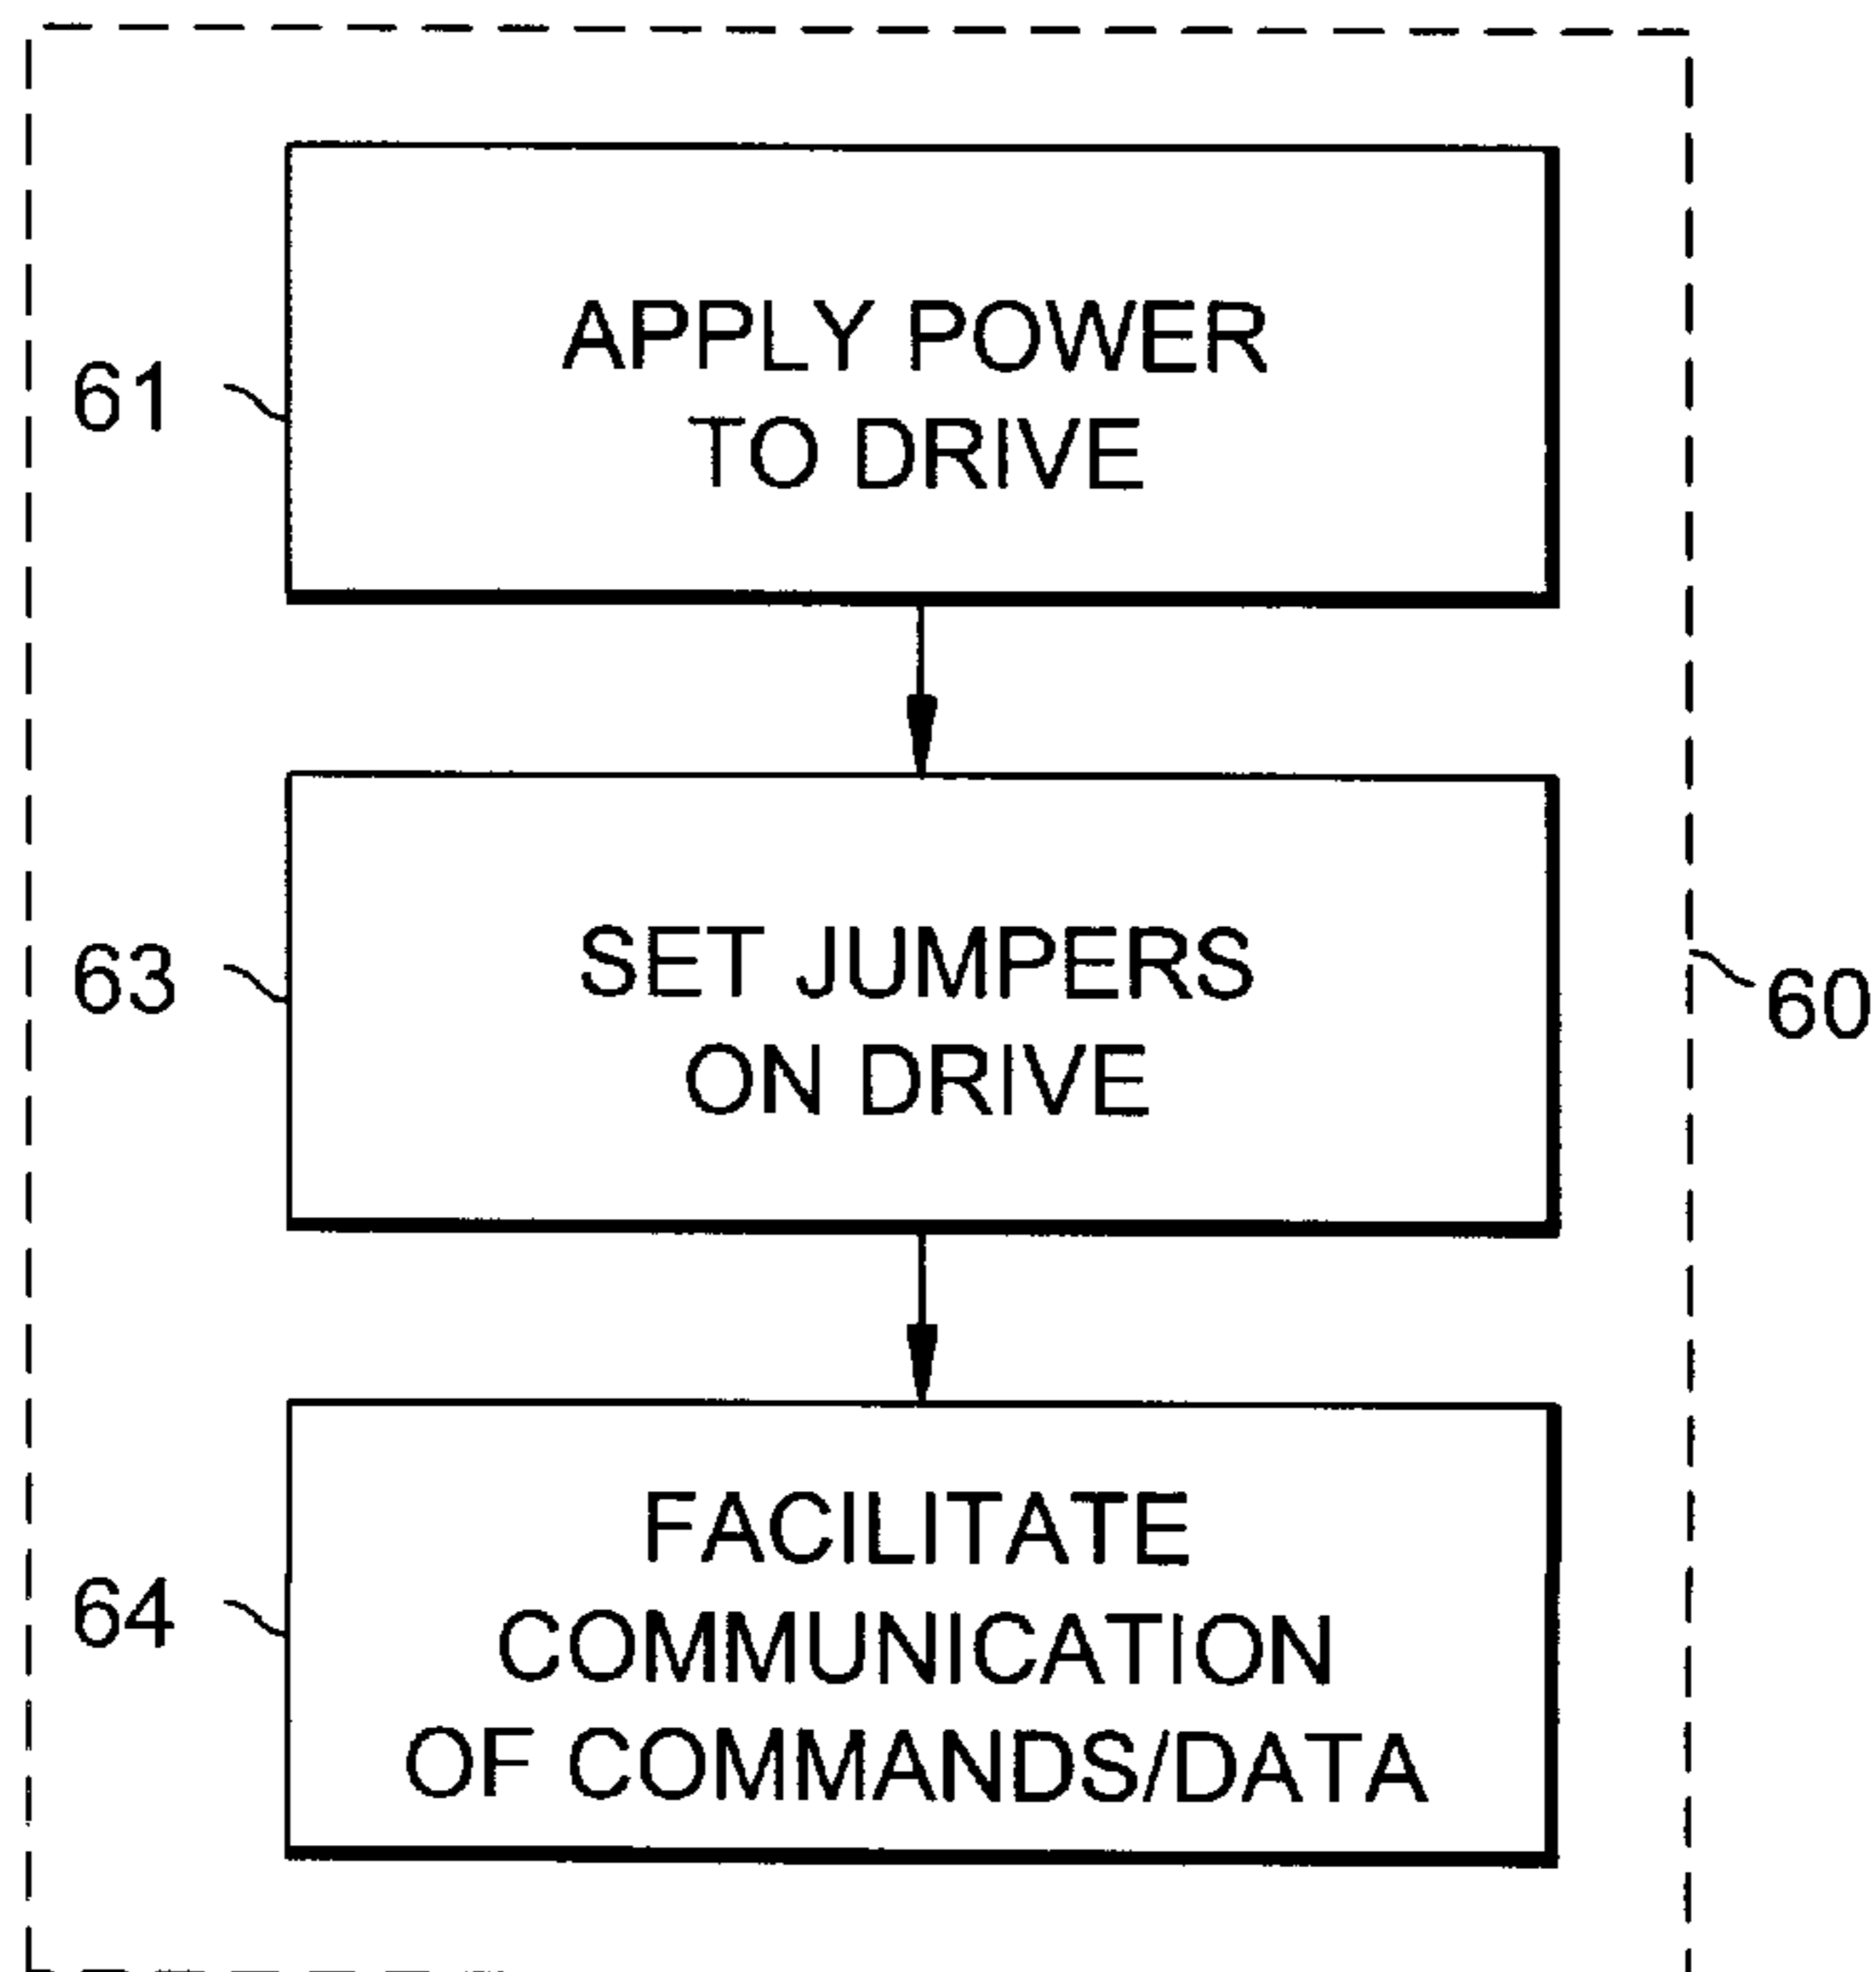 APPLY POWER
TO DRIVE
61
SET JUMPERS
ON DRIVE
63
60
FACILITATE
COMMUNICATION
OF COMMANDS/DATA
64